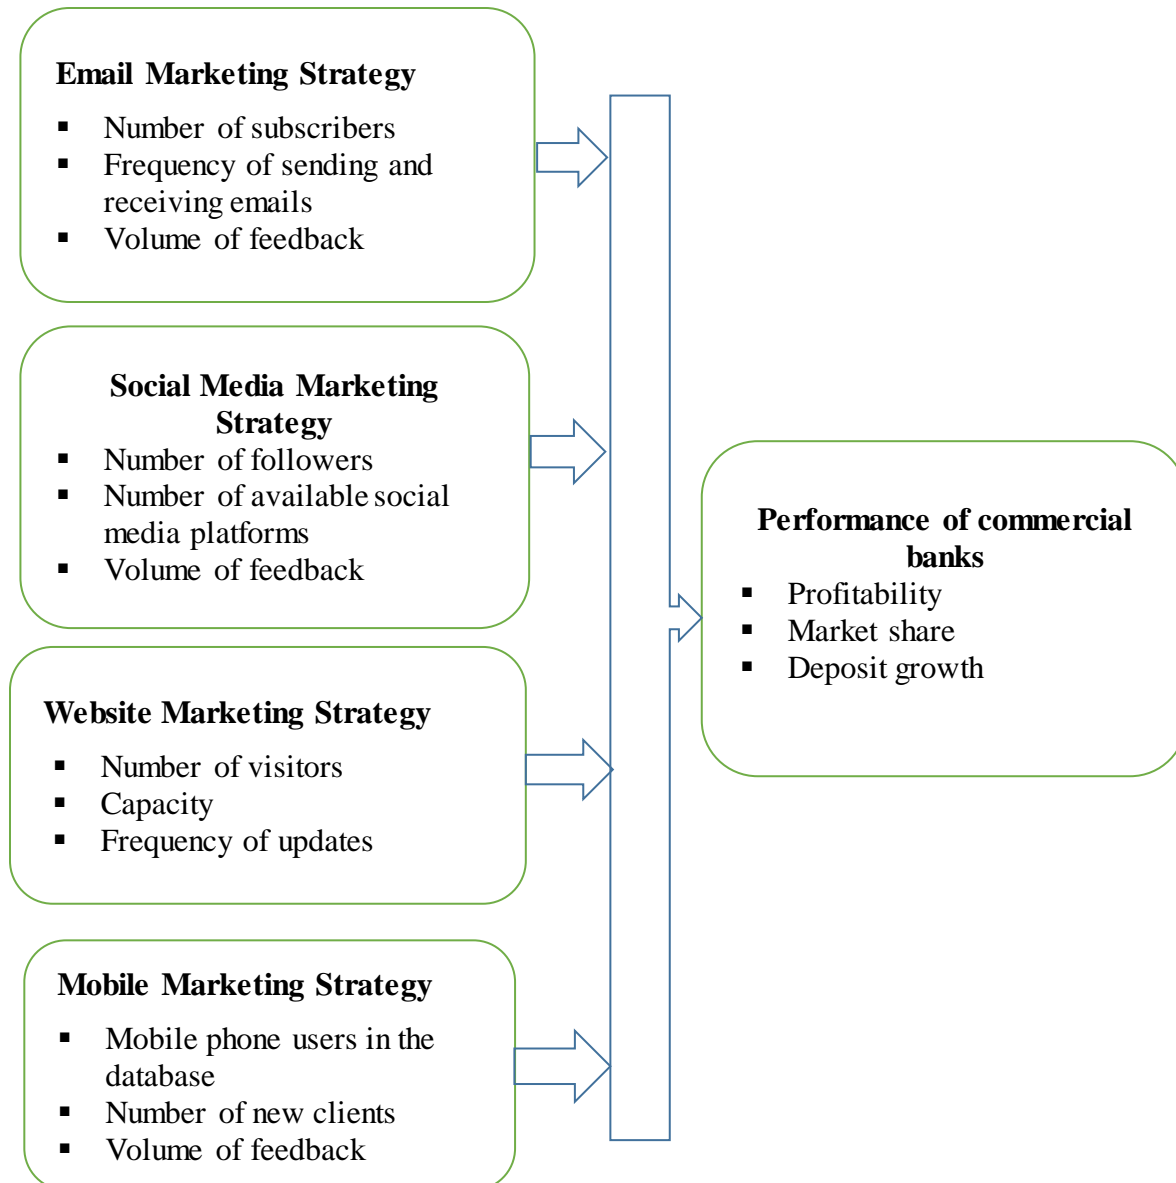 Email Marketing Strategy
▪ Number of subscribers
▪ Frequency of sending and
receiving emails
▪ Volume of feedback
Social Media Marketing
Strategy
▪ Number of followers
▪ Number of available social
media platforms
▪ Volume of feedback
Website Marketing Strategy
▪ Number of visitors
▪ Capacity
▪ Frequency of updates
Mobile Marketing Strategy
▪ Mobile phone users in the
database
▪ Number of new clients
▪ Volume of feedback
Performance of commercial
banks
▪ Profitability
▪ Market share
▪ Deposit growth